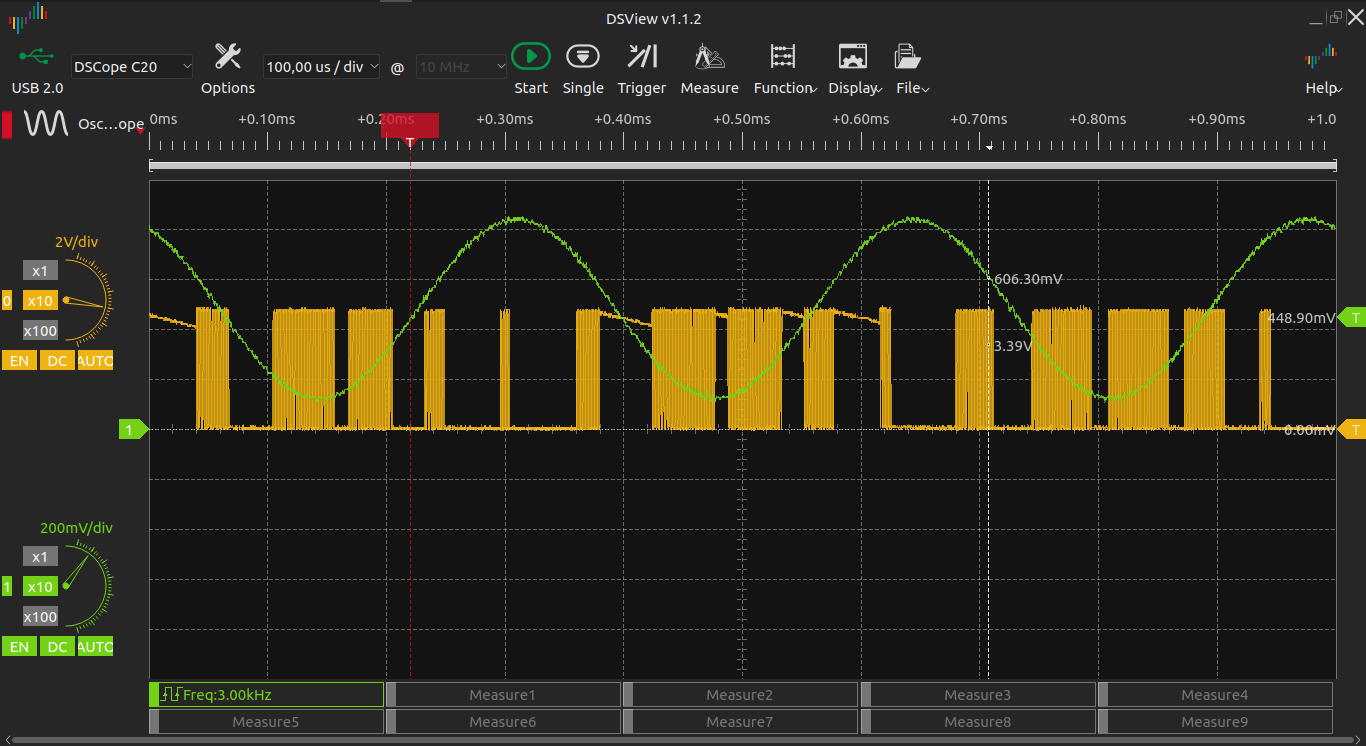 DSView v1.1.2
USB 2.0
DSCope C20
Options
100,00 us / div
@
10 MHz
Start
Single
Trigger
Measure
Function
Display
File
Help
Osc...ope
0ms +0.10ms +0.20ms +0.30ms +0.40ms +0.50ms +0.60ms +0.70ms +0.80ms +0.90ms +1.0
T
2V/div
x1
0 x10
x100
EN DC AUTO
606.30mV
448.90mV T
3.39V
1
0.00mV T
200mV/div
x1
1 x10
x100
EN DC AUTO
Freq:3.00kHz Measure1 Measure2 Measure3 Measure4
Measure5 Measure6 Measure7 Measure8 Measure9